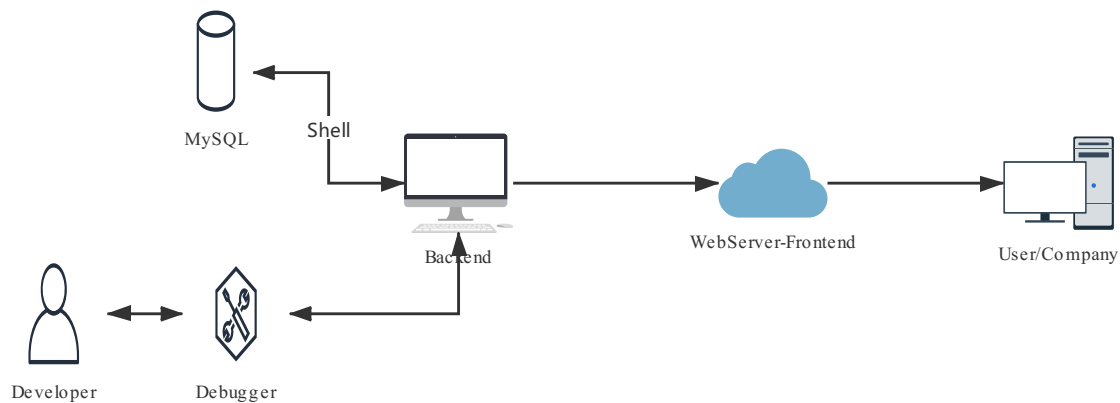 MySQL
Shell
Backend
WebServer-Frontend
User/Company
Developer
Debugger